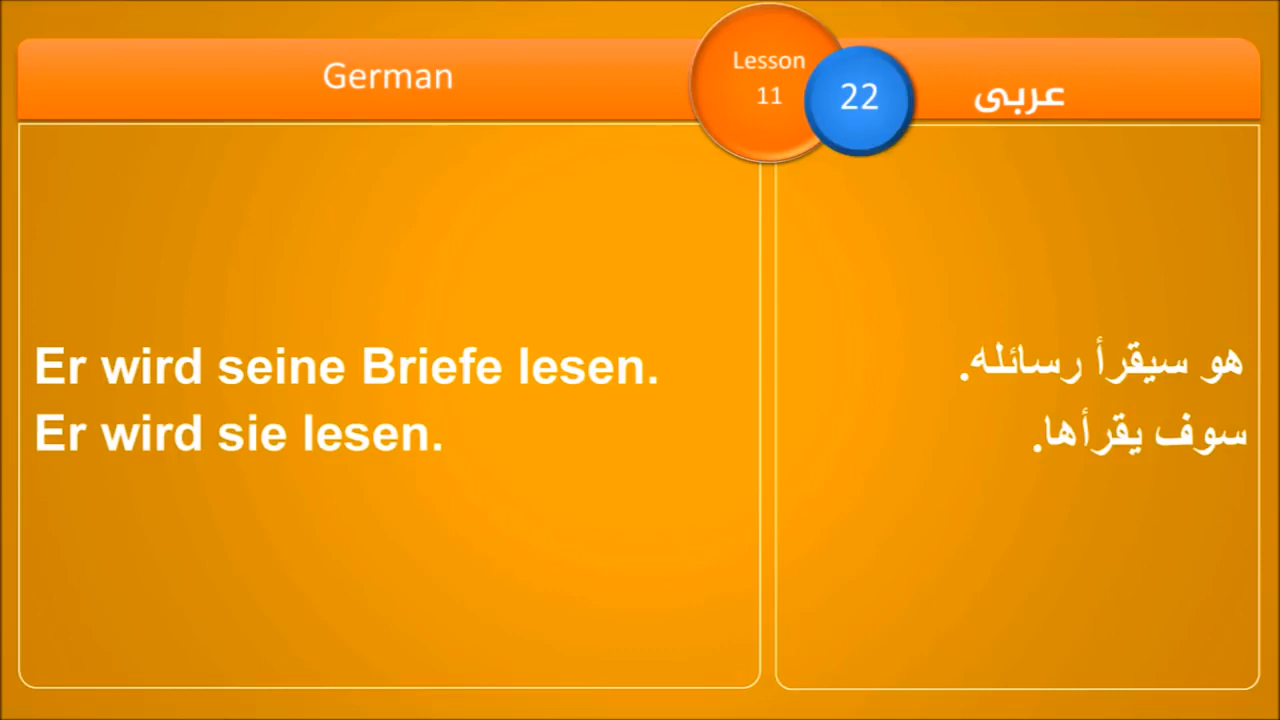 German
Lesson
11
22
عربى
Er wird seine Briefe lesen.
Er wird sie lesen.
هو سيقرأ رسائله.
سوف يقرأها.